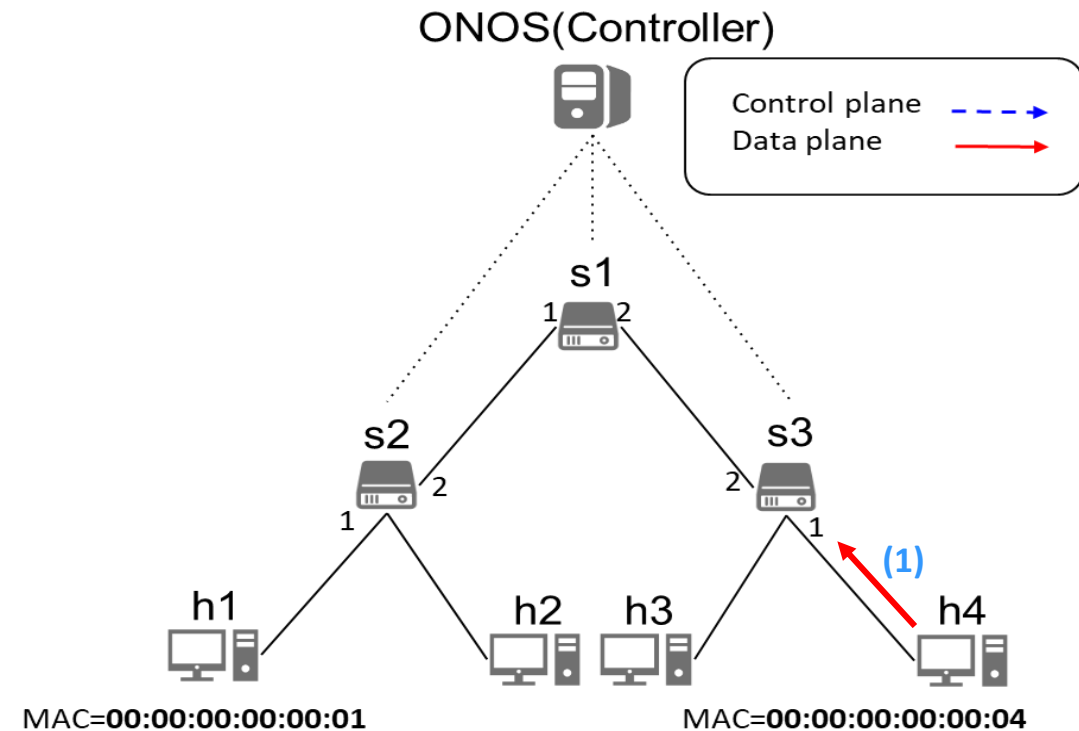 ONOS(Controller)
Control plane
Data plane
s1
1 2
s2
s3
2
2
1
1
(1)
h1
h2
h3
h4
MAC=00:00:00:00:00:01
MAC=00:00:00:00:00:04